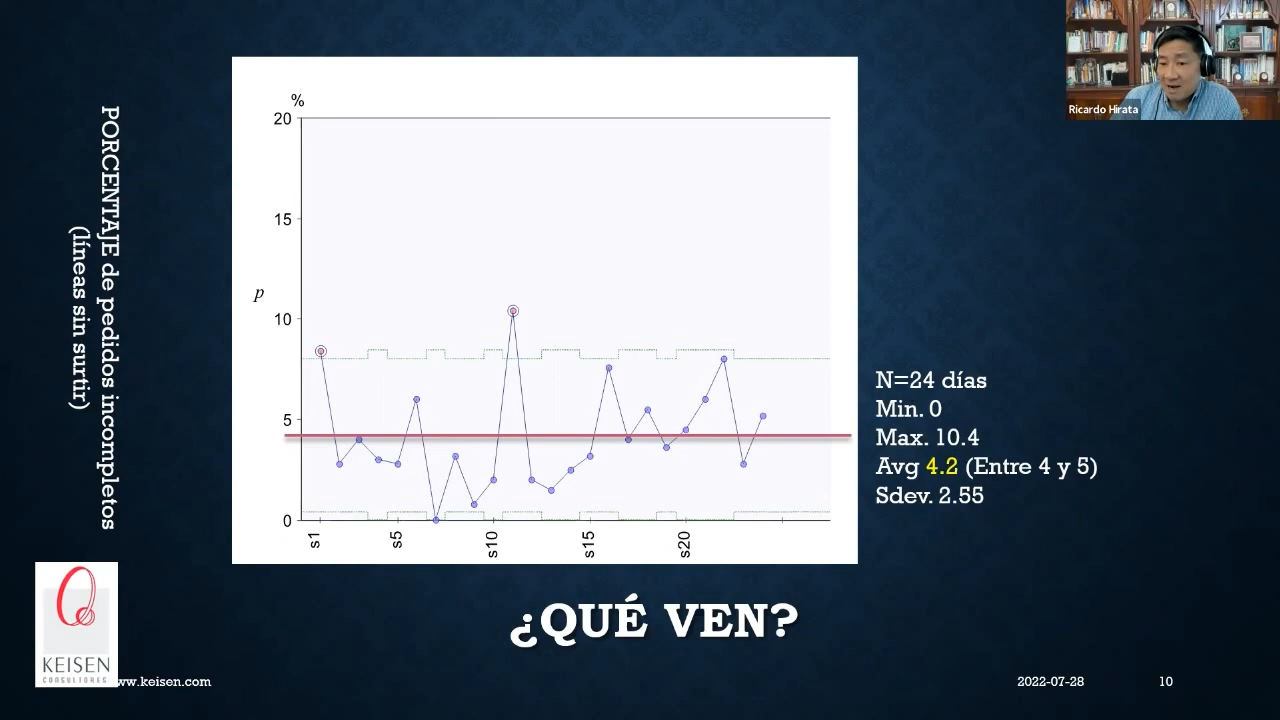 Ricardo Hirata
PORCENTAJE de pedidos incompletos
(líneas sin surtir)
%
20
15
p
10
5
0
s1
s5
s10
s15
s20
N=24 días
Min. 0
Max. 10.4
Avg 4.2 (Entre 4 y 5)
Sdev. 2.55
¿QUÉ VEN?
KEISEN
CONSULTORES
ww.keisen.com
2022-07-28
10